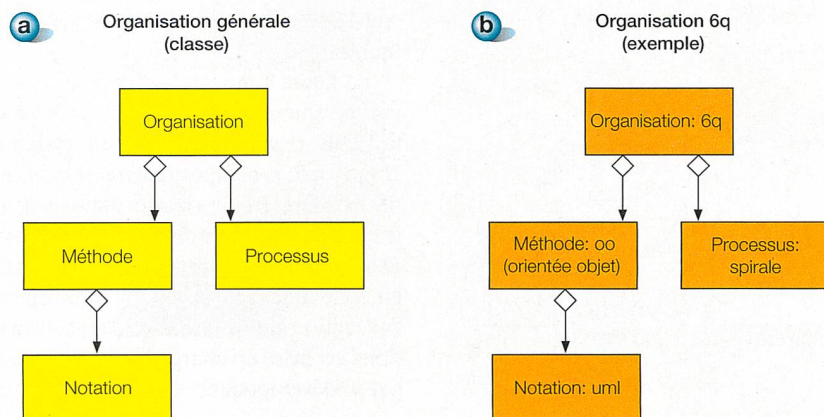 a
Organisation générale
(classe)
Organisation
Méthode
Processus
Notation
b
Organisation 6q
(exemple)
Organisation: 6q
Méthode: oo
(orientée objet)
Processus:
spirale
Notation: uml